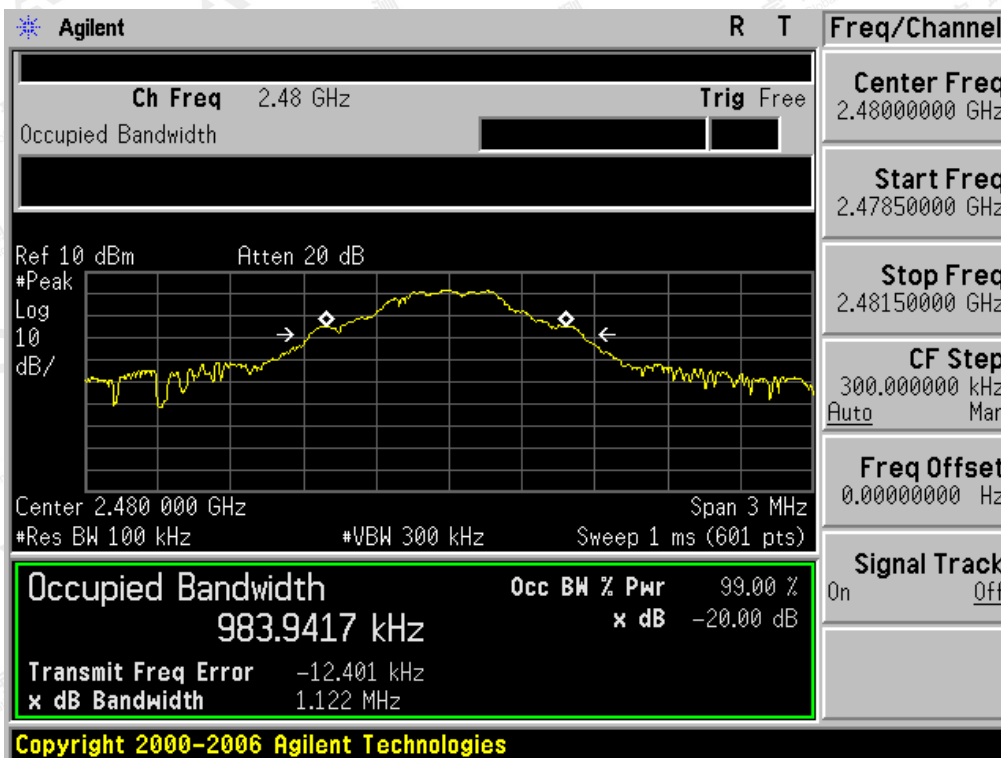 Agilent R T
Ch Freq 2.48 GHz Trig Free
Occupied Bandwidth
Ref 10 dBm Atten 20 dB
#Peak
Log
10
dB/
Center 2.480 000 GHz Span 3 MHz
#Res BW 100 kHz #VBW 300 kHz Sweep 1 ms (601 pts)
Occupied Bandwidth
983.9417 kHz
Occ BW % Pwr 99.00 %
x dB -20.00 dB
Transmit Freq Error -12.401 kHz
x dB Bandwidth 1.122 MHz
Copyright 2000-2006 Agilent Technologies
Freq/Channel
Center Freq
2.48000000 GHz
Start Freq
2.47850000 GHz
Stop Freq
2.48150000 GHz
CF Step
300.000000 kHz
Auto Man
Freq Offset
0.00000000 Hz
Signal Track
On Off